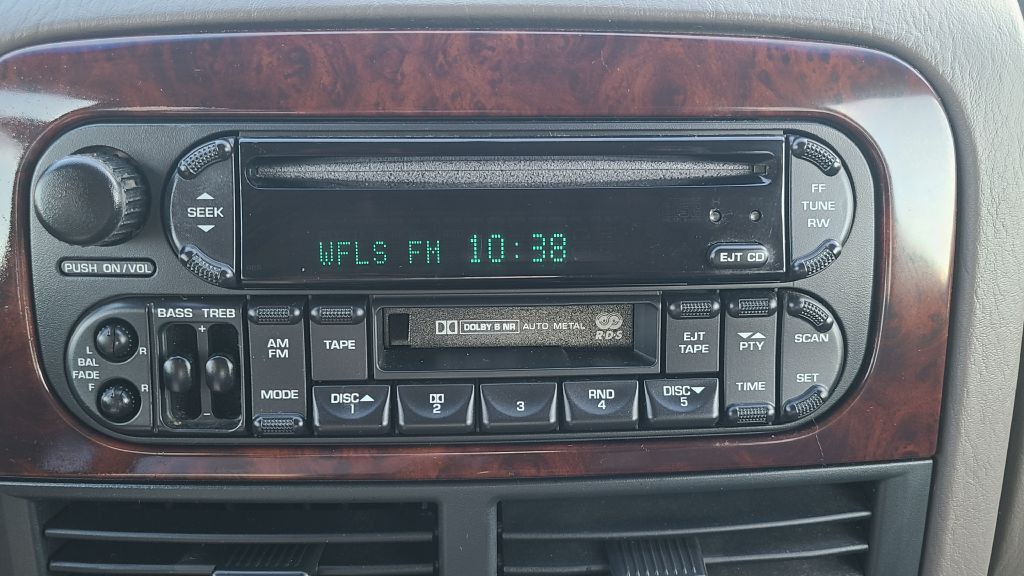 SEEK
FF
TUNE
RW
WFLS FM 10:38
EJT CD
PUSH ON/VOL
BASS TREB
+
-
L R
BAL
FADE
F R
AM
FM
MODE
TAPE
DOLBY B NR AUTO METAL
RDS
EJT
TAPE
PTY
TIME
SCAN
SET
DISC
1
2
3
RND
4
DISC
5